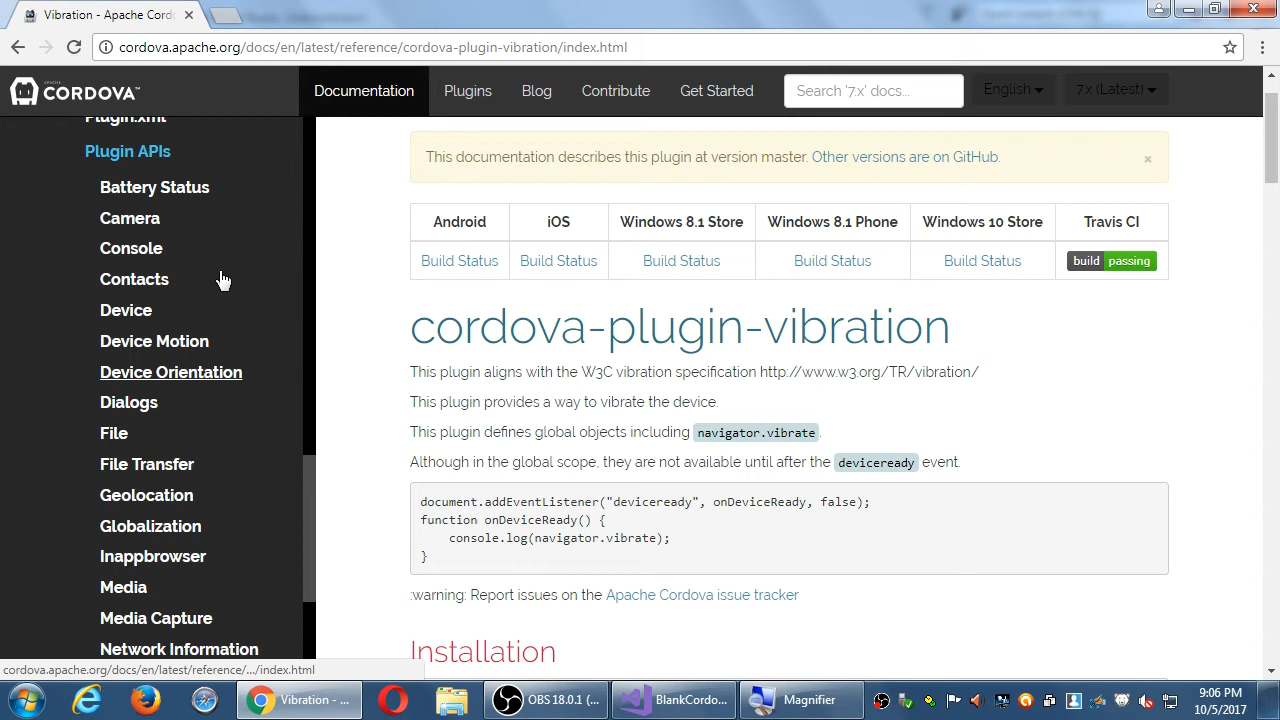 Vibration - Apache Cord
cordova.apache.org/docs/en/latest/reference/cordova-plugin-vibration/index.html
APACHE
CORDOVA™
Documentation
Plugins
Blog
Contribute
Get Started
Search '7.x' docs...
English
7.x (Latest)
Plugin.xml
Plugin APIs
Battery Status
Camera
Console
Contacts
Device
Device Motion
Device Orientation
Dialogs
File
File Transfer
Geolocation
Globalization
Inappbrowser
Media
Media Capture
Network Information
This documentation describes this plugin at version master. Other versions are on GitHub.
×
Android iOS Windows 8.1 Store Windows 8.1 Phone Windows 10 Store Travis CI
Build Status Build Status Build Status Build Status Build Status build passing
cordova-plugin-vibration
This plugin aligns with the W3C vibration specification http://www.w3.org/TR/vibration/
This plugin provides a way to vibrate the device.
This plugin defines global objects including navigator.vibrate.
Although in the global scope, they are not available until after the deviceready event.
document.addEventListener("deviceready", onDeviceReady, false);
function onDeviceReady() {
console.log(navigator.vibrate);
}
:warning: Report issues on the Apache Cordova issue tracker
Installation
cordova.apache.org/docs/en/latest/reference/.../index.html
Vibration - ...
OBS 18.0.1 (...
BlankCordo...
Magnifier
9:06 PM
10/5/2017